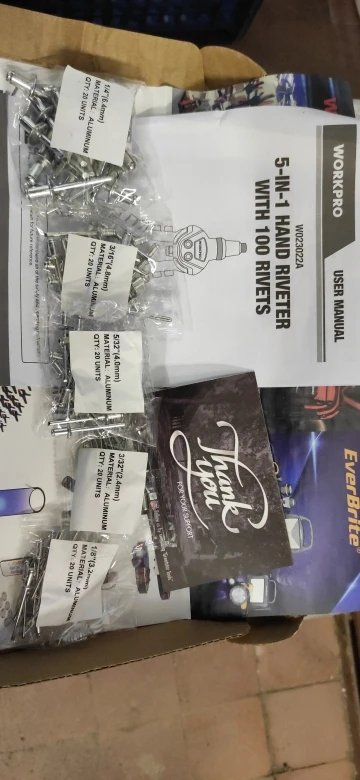 1/4"(6.4mm)
MATERIAL: ALUMINUM
QTY: 20 UNITS
3/16"(4.8mm)
MATERIAL: ALUMINUM
QTY: 20 UNITS
5/32"(4.0mm)
MATERIAL: ALUMINUM
QTY: 20 UNITS
3/32"(2.4mm)
MATERIAL: ALUMINUM
QTY: 20 UNITS
1/8"(3.2mm)
MATERIAL: ALUMINUM
QTY: 20 UNITS
WORKPRO
USER MANUAL
W023022A
5-IN-1 HAND RIVETER
WITH 100 RIVETS
Thank
you
FOR YOUR SUPPORT
EverBrite